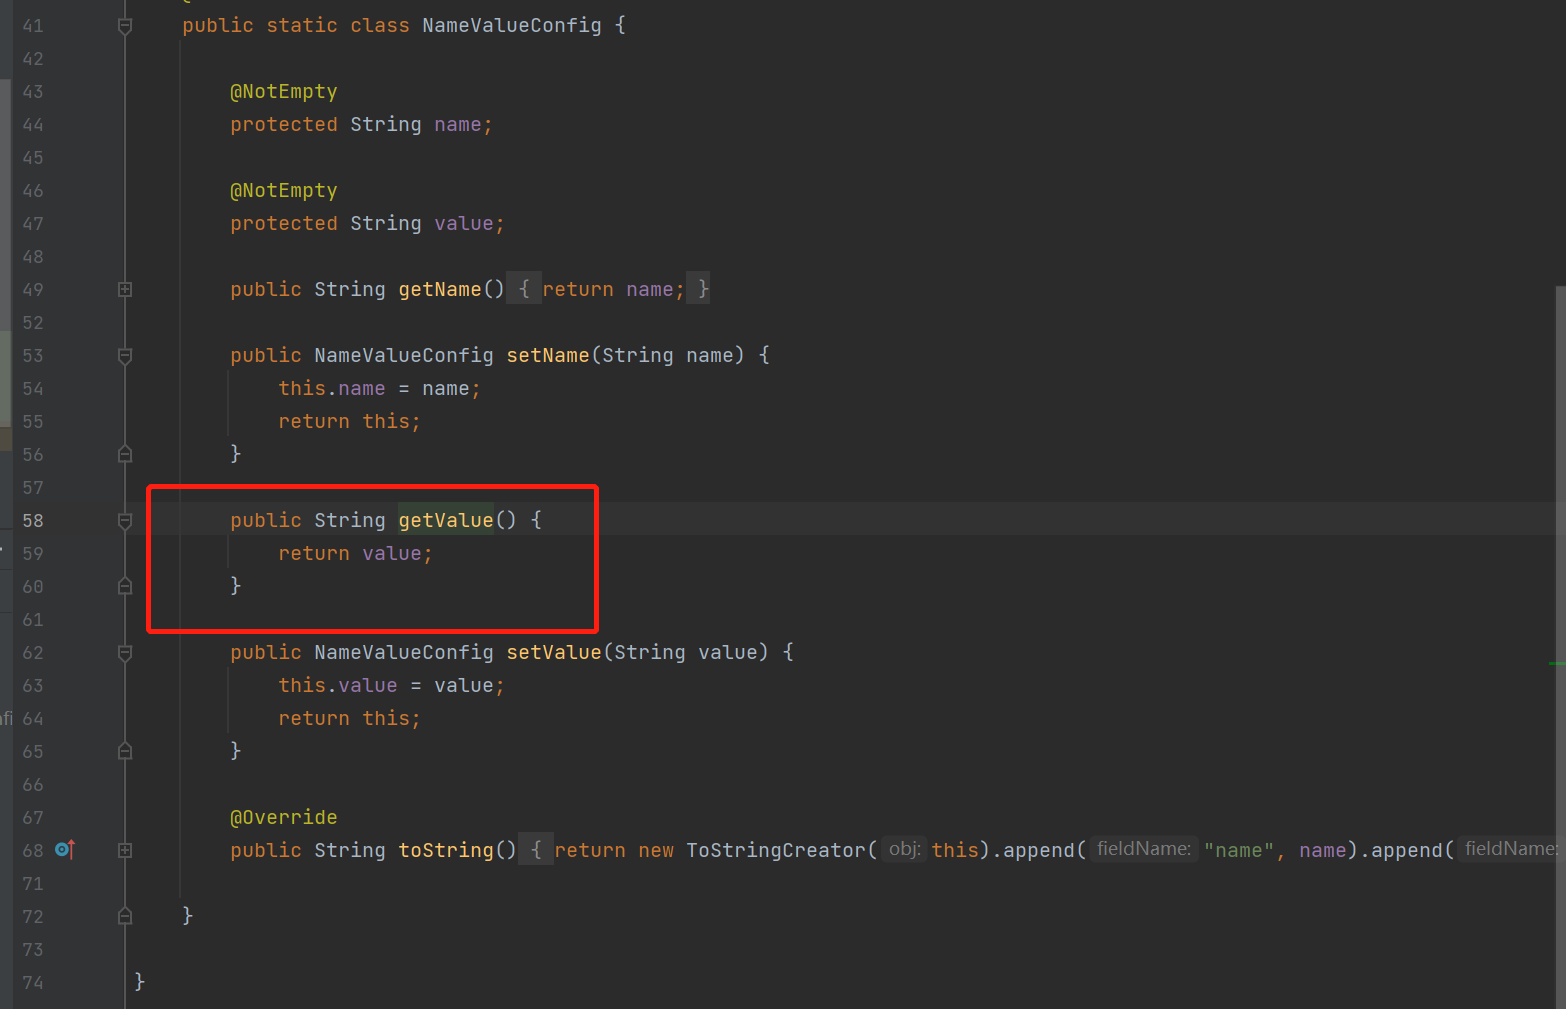 41 public static class NameValueConfig {
42
43 @NotEmpty
44 protected String name;
45
46 @NotEmpty
47 protected String value;
48
49 public String getName() { return name; }
52
53 public NameValueConfig setName(String name) {
54 this.name = name;
55 return this;
56 }
57
58 public String getValue() {
59 return value;
60 }
61
62 public NameValueConfig setValue(String value) {
63 this.value = value;
64 return this;
65 }
66
67 @Override
68 public String toString() { return new ToStringCreator( obj: this).append( fieldName: "name", name).append( fieldName:
71
72 }
73
74 }